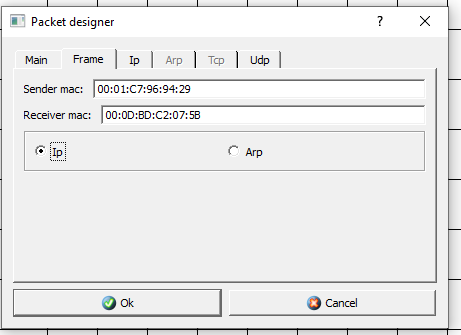 Packet designer ?
Main Frame Ip Arp Tcp Udp
Sender mac: 00:01:C7:96:94:29
Receiver mac: 00:0D:BD:C2:07:5B
Ip Arp
Ok Cancel